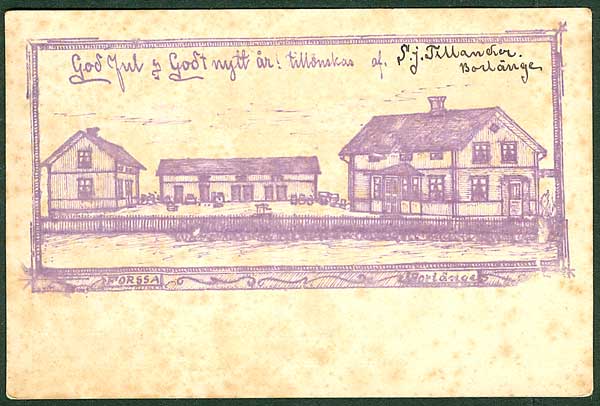 God Jul & Godt nytt år! tillönskas af. S. J. Tillander.
Borlänge
FORSSA Borlänge